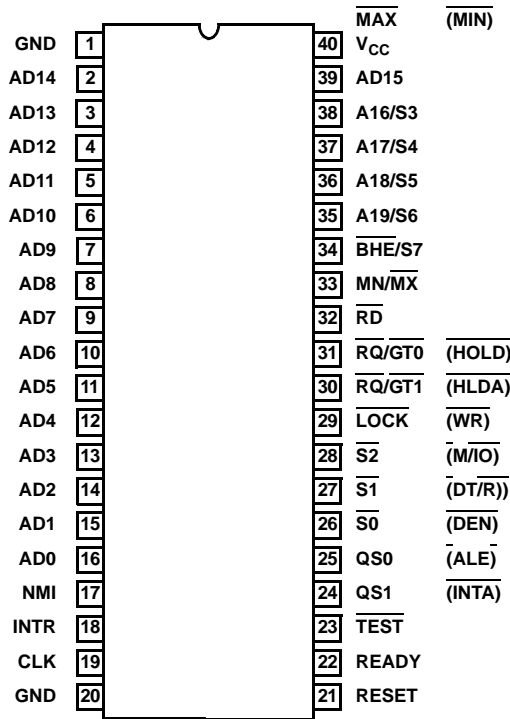 MAX (MIN)
GND 1 40 VCC
AD14 2 39 AD15
AD13 3 38 A16/S3
AD12 4 37 A17/S4
AD11 5 36 A18/S5
AD10 6 35 A19/S6
AD9 7 34 BHE/S7
AD8 8 33 MN/MX
AD7 9 32 RD
AD6 10 31 RQ/GT0 (HOLD)
AD5 11 30 RQ/GT1 (HLDA)
AD4 12 29 LOCK (WR)
AD3 13 28 S2 (M/IO)
AD2 14 27 S1 (DT/R))
AD1 15 26 S0 (DEN)
AD0 16 25 QS0 (ALE)
NMI 17 24 QS1 (INTA)
INTR 18 23 TEST
CLK 19 22 READY
GND 20 21 RESET